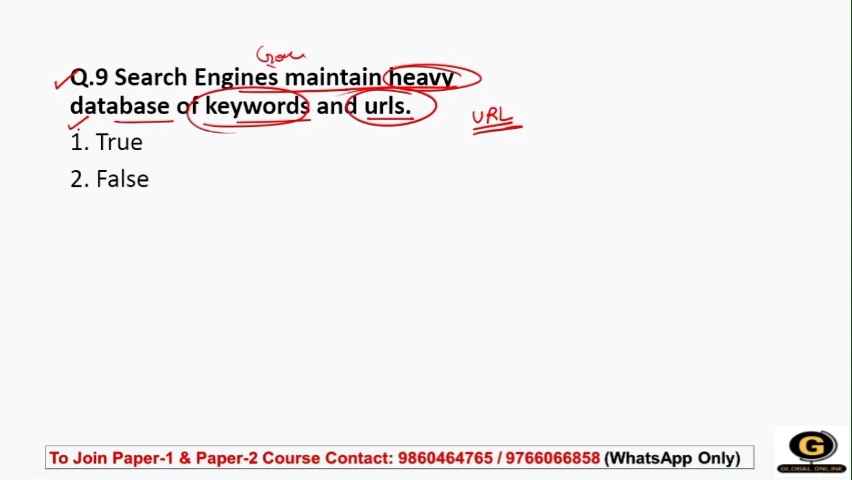 Q.9 Search Engines maintain heavy
database of keywords and urls.
URL
1. True
2. False
To Join Paper-1 & Paper-2 Course Contact: 9860464765 / 9766066858 (WhatsApp Only)
G
GLOBAL ONLINE